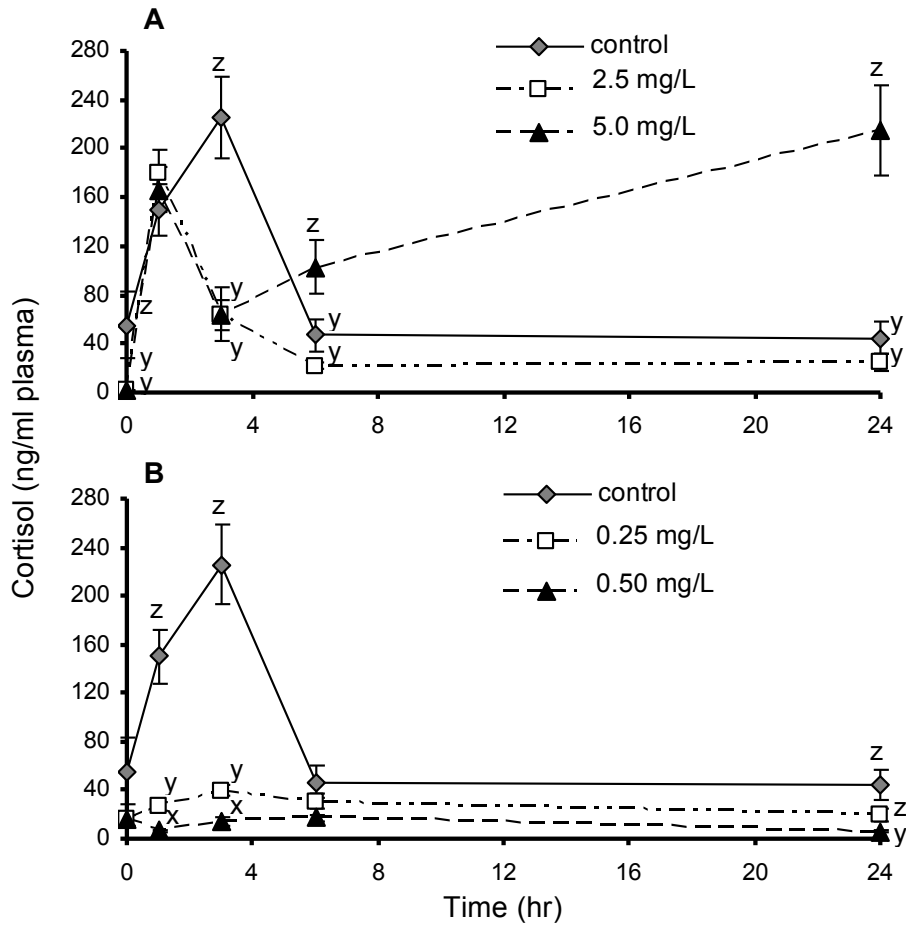 A
280
240
200
160
120
80
40
0
z
z
z
z
y
y
y
y
y
y
y
y
control
2.5 mg/L
5.0 mg/L
0 4 8 12 16 20 24
Cortisol (ng/ml plasma)
B
280
240
200
160
120
80
40
0
z
z
y
y
x
x
z
z
y
control
0.25 mg/L
0.50 mg/L
0 4 8 12 16 20 24
Time (hr)